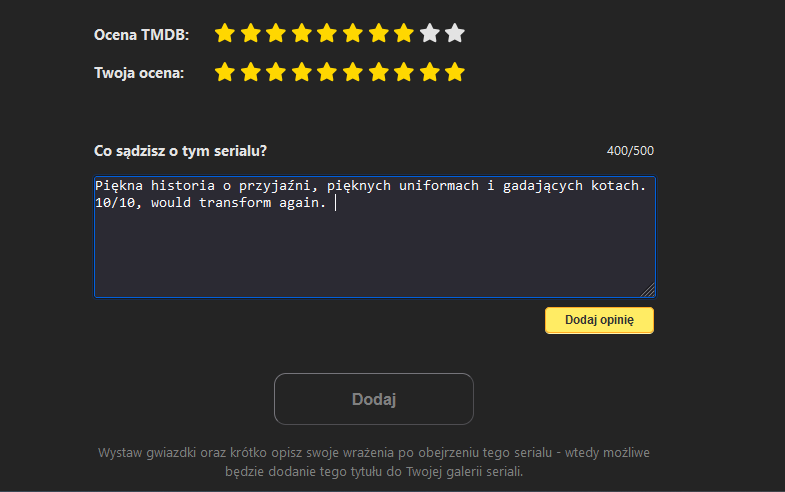 Ocena TMDB:
Twoja ocena:
Co sądzisz o tym serialu? 400/500
Piękna historia o przyjaźni, pięknych uniformach i gadających kotach.
10/10, would transform again.
Dodaj opinię
Dodaj
Wystaw gwiazdki oraz krótko opisz swoje wrażenia po obejrzeniu tego serialu - wtedy możliwe
będzie dodanie tego tytułu do Twojej galerii seriali.